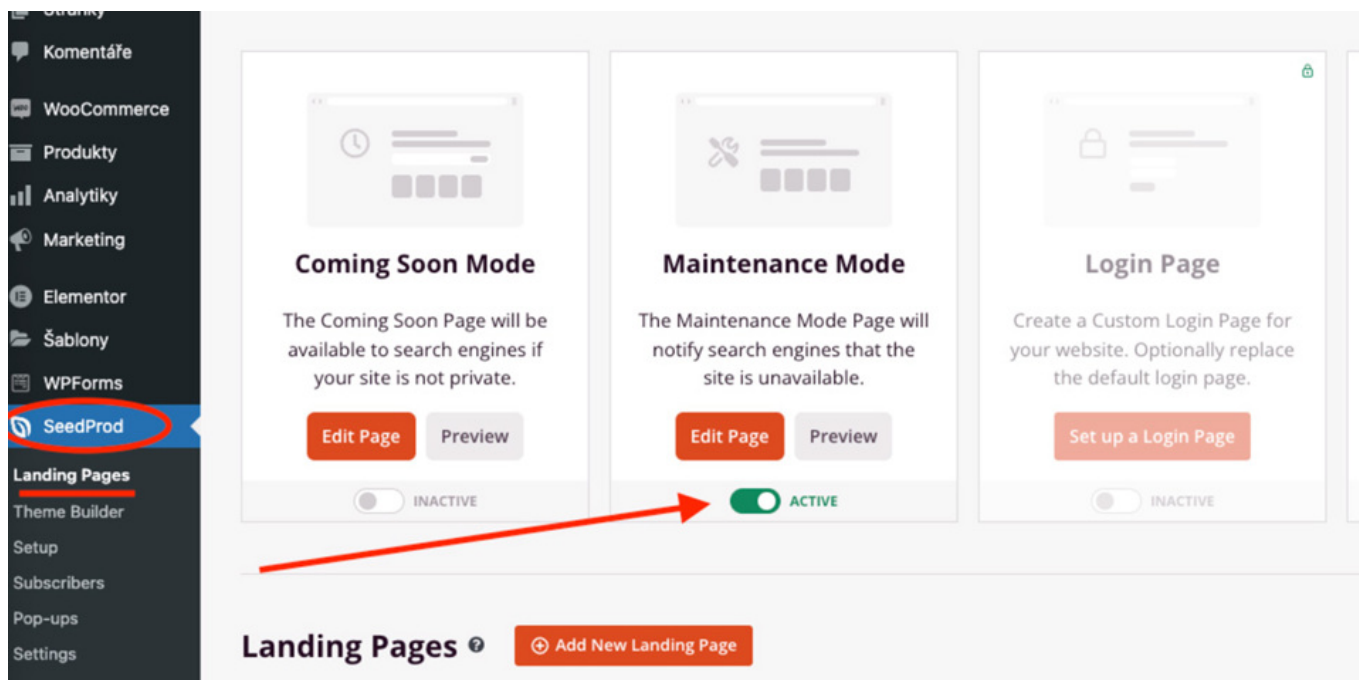 Stránky
Komentáře
WooCommerce
Produkty
Analytiky
Marketing
Elementor
Šablony
WPForms
SeedProd
Landing Pages
Theme Builder
Setup
Subscribers
Pop-ups
Settings
Coming Soon Mode
The Coming Soon Page will be
available to search engines if
your site is not private.
Edit Page Preview
INACTIVE
Maintenance Mode
The Maintenance Mode Page will
notify search engines that the
site is unavailable.
Edit Page Preview
ACTIVE
Login Page
Create a Custom Login Page for
your website. Optionally replace
the default login page.
Set up a Login Page
INACTIVE
Landing Pages
Add New Landing Page